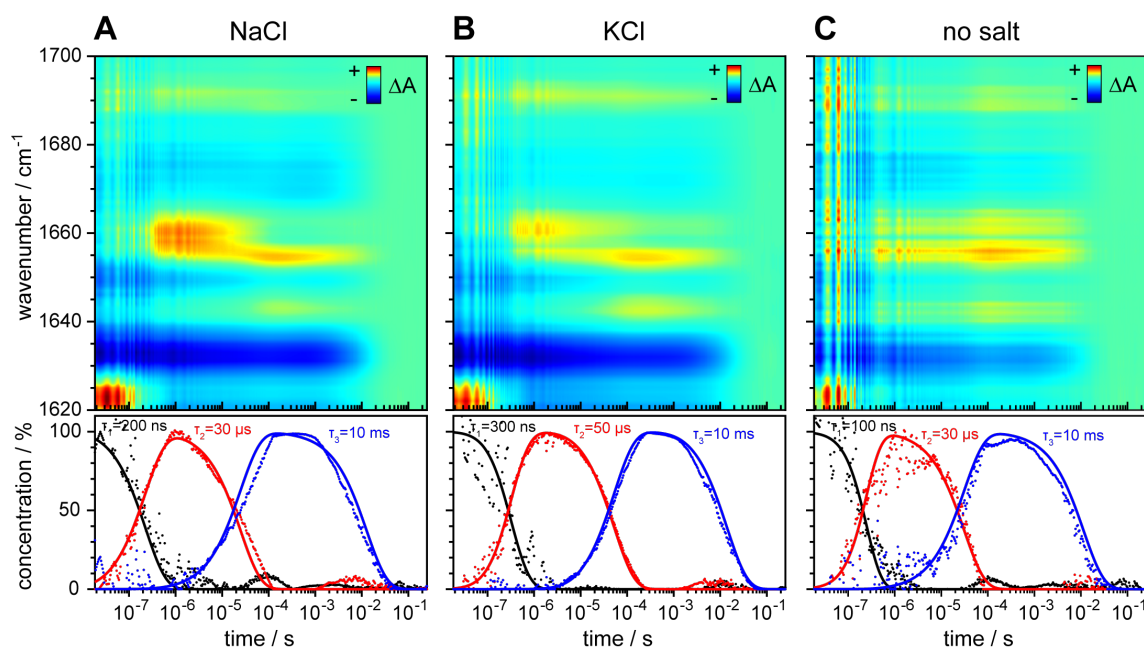 A NaCl
B KCl
C no salt
wavenumber / cm⁻¹
1700
1680
1660
1640
1620
+
-
ΔA
+
-
ΔA
+
-
ΔA
concentration / %
100
50
0
τ₁=200 ns
τ₂=30 µs
τ₃=10 ms
τ₁=300 ns
τ₂=50 µs
τ₃=10 ms
τ₁=100 ns
τ₂=30 µs
τ₃=10 ms
10⁻⁷ 10⁻⁶ 10⁻⁵ 10⁻⁴ 10⁻³ 10⁻² 10⁻¹
10⁻⁷ 10⁻⁶ 10⁻⁵ 10⁻⁴ 10⁻³ 10⁻² 10⁻¹
10⁻⁷ 10⁻⁶ 10⁻⁵ 10⁻⁴ 10⁻³ 10⁻² 10⁻¹
time / s
time / s
time / s